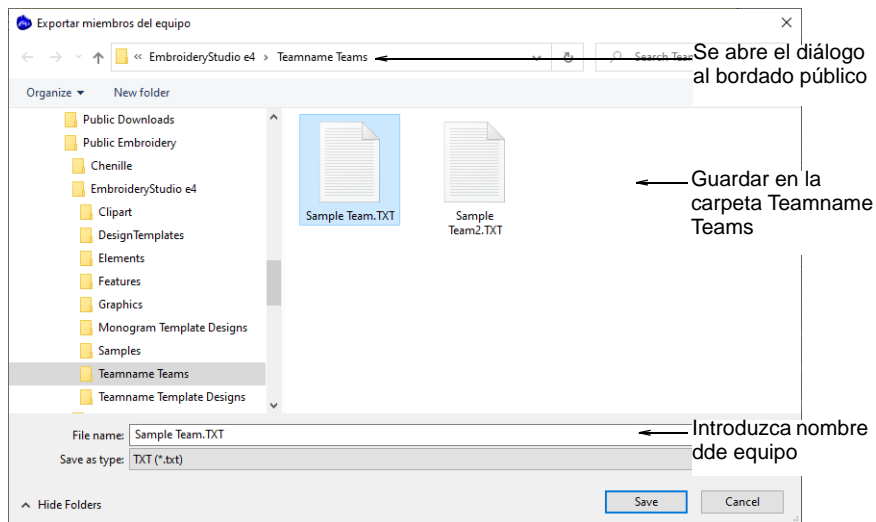 Exportar miembros del equipo
« EmbroideryStudio e4 > Teamname Teams
Search Tea
Se abre el diálogo
al bordado público
Organize
New folder
Public Downloads
Public Embroidery
Chenille
EmbroideryStudio e4
Clipart
DesignTemplates
Elements
Features
Graphics
Monogram Template Designs
Samples
Teamname Teams
Teamname Template Designs
Sample Team.TXT
Sample
Team2.TXT
Guardar en la
carpeta Teamname
Teams
File name: Sample Team.TXT
Save as type: TXT (*.txt)
Introduzca nombre
dde equipo
Hide Folders
Save
Cancel